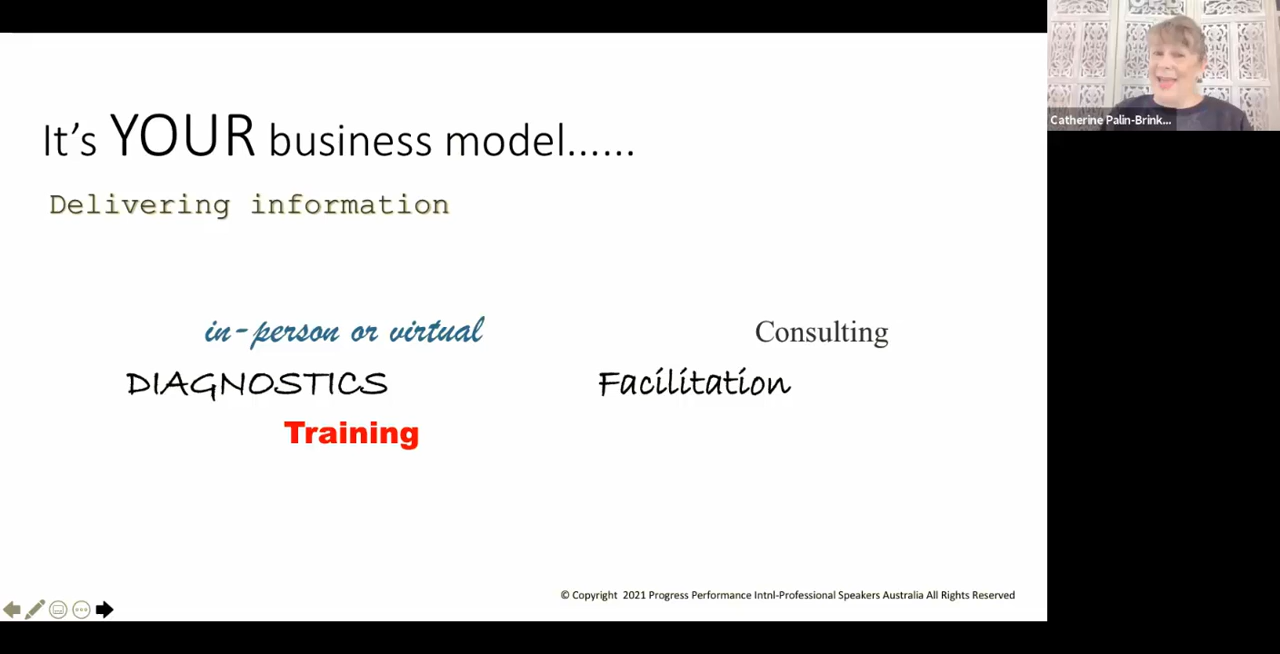 It's YOUR business model......
Delivering information
in-person or virtual
Consulting
DIAGNOSTICS
Facilitation
Training
© Copyright 2021 Progress Performance Intnl-Professional Speakers Australia All Rights Reserved
Catherine Palin-Brink...